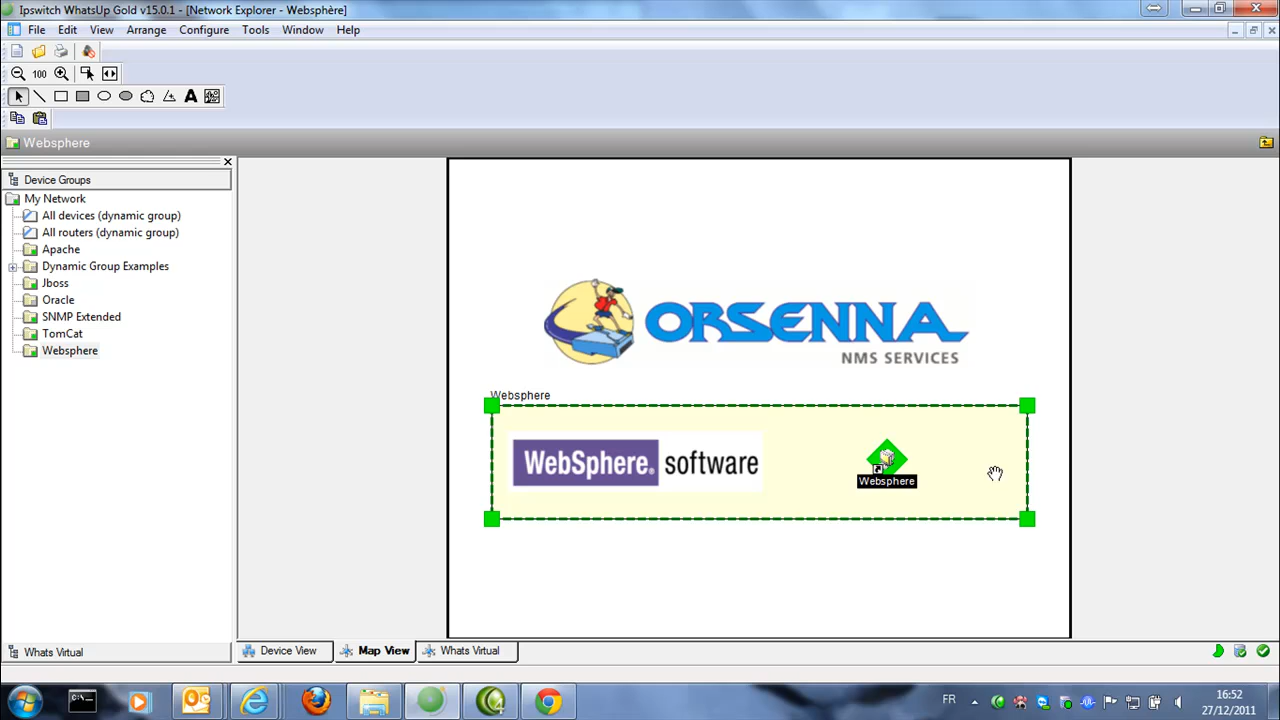 Ipswitch WhatsUp Gold v15.0.1 - [Network Explorer - Websphère]
File Edit View Arrange Configure Tools Window Help
100
A
Websphere
Device Groups
My Network
All devices (dynamic group)
All routers (dynamic group)
Apache
Dynamic Group Examples
Jboss
Oracle
SNMP Extended
TomCat
Websphere
Whats Virtual
ORSENNA
NMS SERVICES
Websphere
WebSphere® software
Websphere
Device View Map View Whats Virtual
C:\
4
FR
16:52
27/12/2011